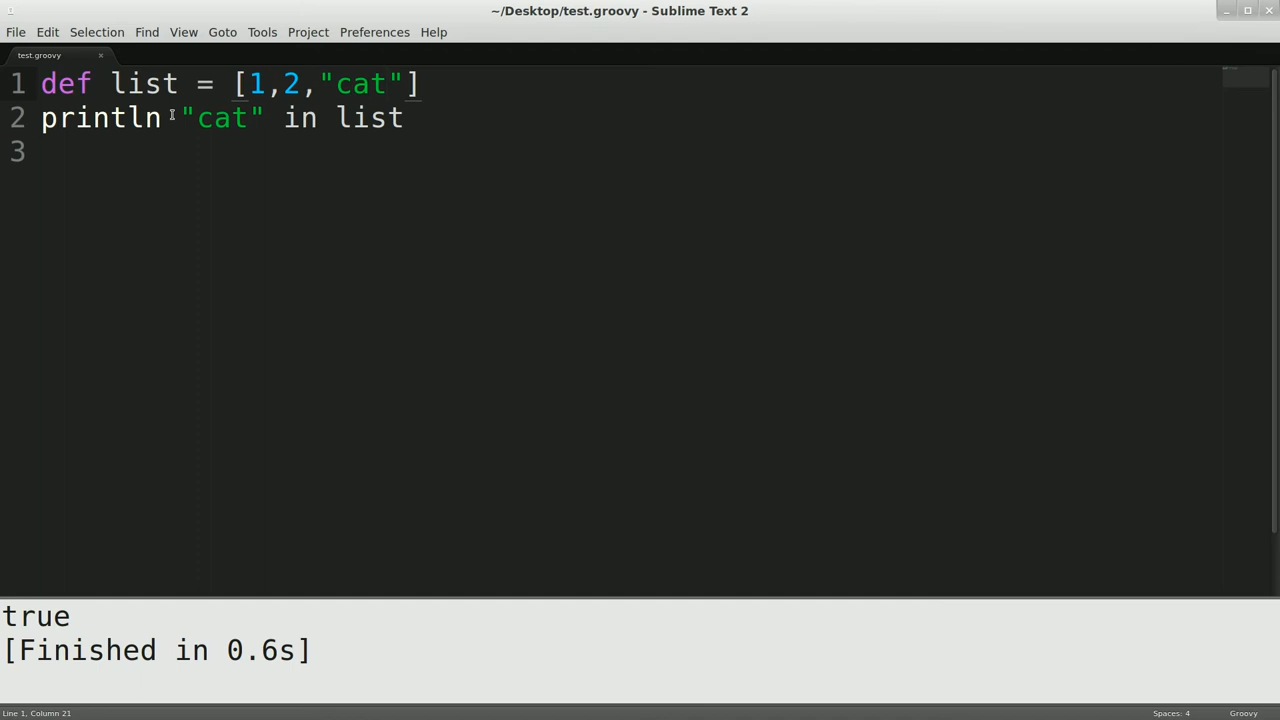 ~/Desktop/test.groovy - Sublime Text 2
File Edit Selection Find View Goto Tools Project Preferences Help
test.groovy ×
1 def list = [1,2,"cat"]
2 println "cat" in list
3
true
[Finished in 0.6s]
Line 1, Column 21 Spaces: 4 Groovy